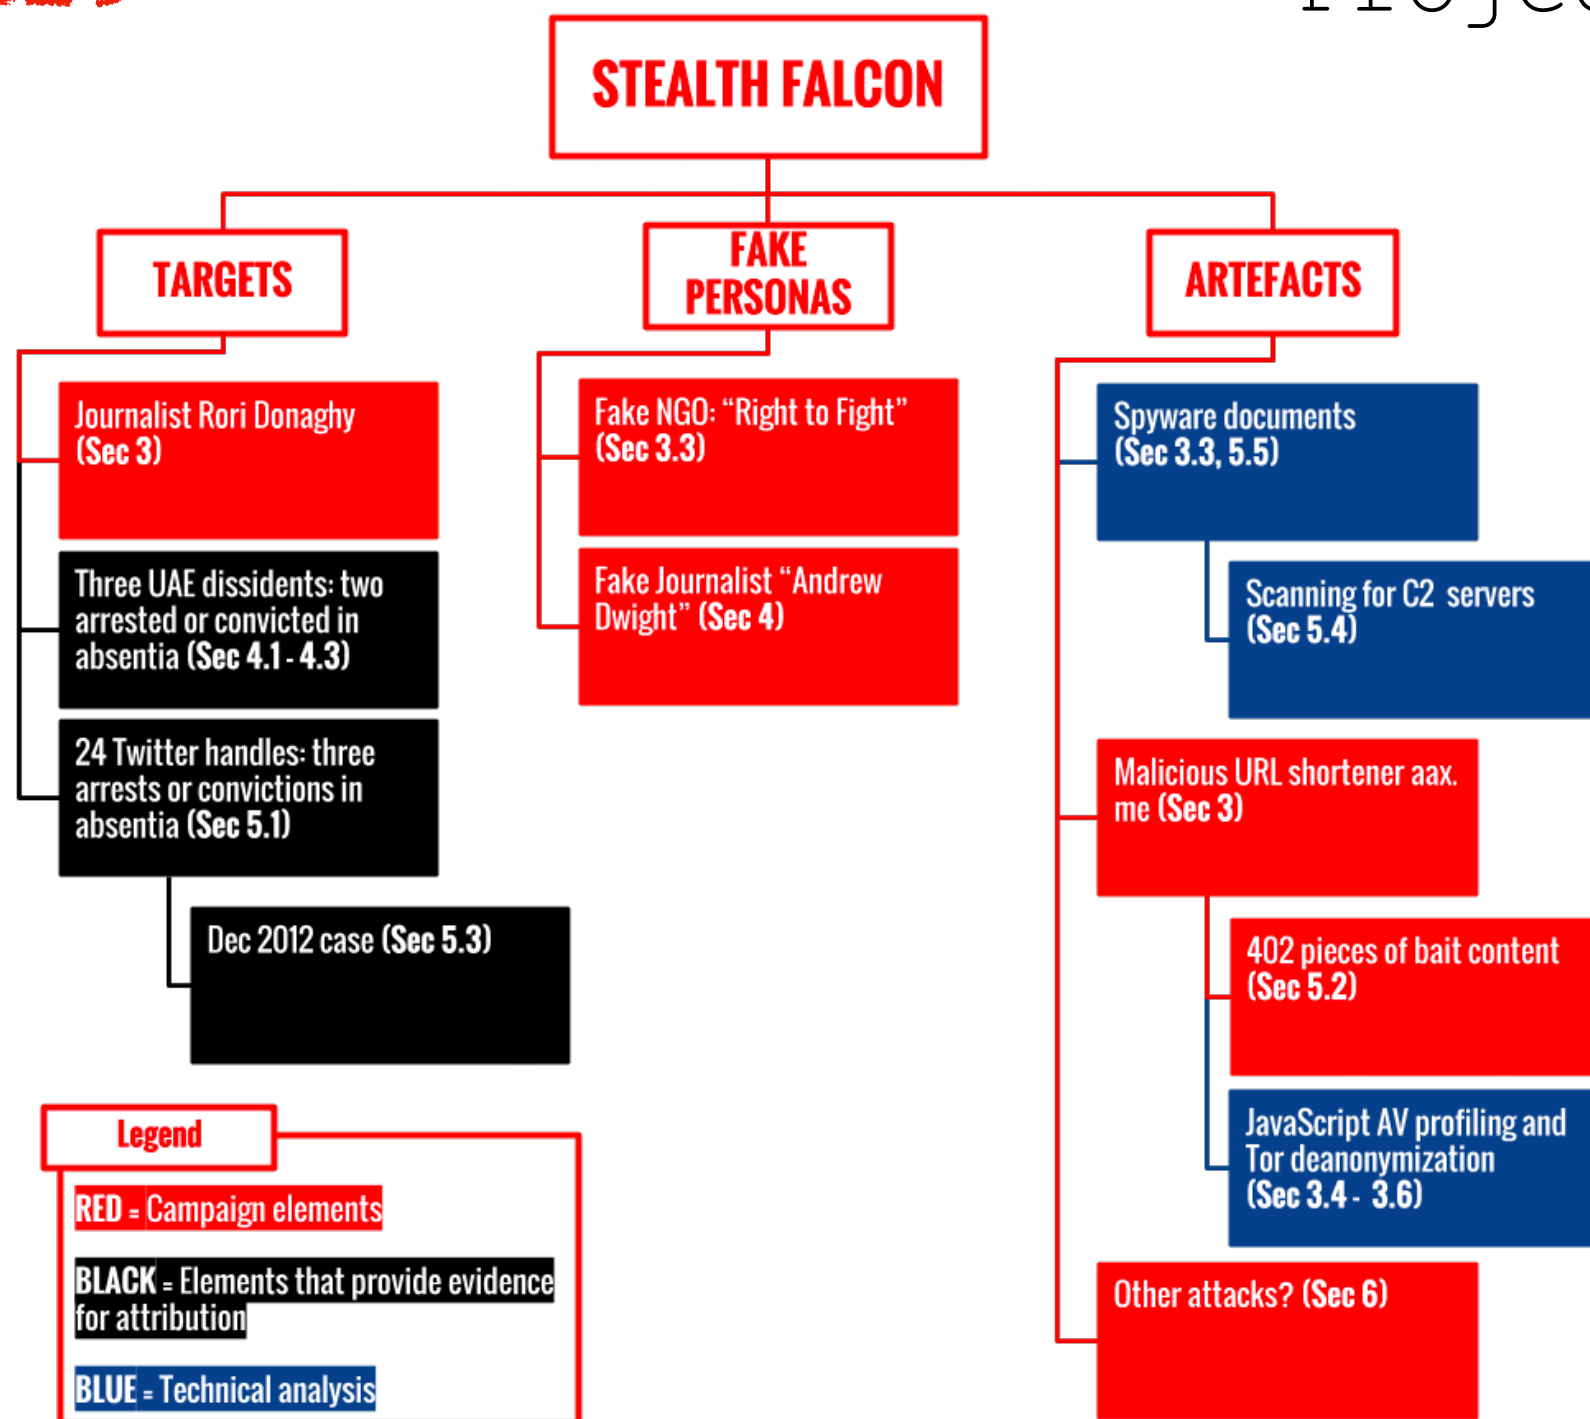 STEALTH FALCON
TARGETS
Journalist Rori Donaghy
(Sec 3)
Three UAE dissidents: two
arrested or convicted in
absentia (Sec 4.1 - 4.3)
24 Twitter handles: three
arrests or convictions in
absentia (Sec 5.1)
Dec 2012 case (Sec 5.3)
FAKE
PERSONAS
Fake NGO: “Right to Fight”
(Sec 3.3)
Fake Journalist “Andrew
Dwight” (Sec 4)
ARTEFACTS
Spyware documents
(Sec 3.3, 5.5)
Scanning for C2 servers
(Sec 5.4)
Malicious URL shortener aax.
me (Sec 3)
402 pieces of bait content
(Sec 5.2)
JavaScript AV profiling and
Tor deanonymization
(Sec 3.4 - 3.6)
Other attacks? (Sec 6)
Legend
RED = Campaign elements
BLACK = Elements that provide evidence
for attribution
BLUE = Technical analysis